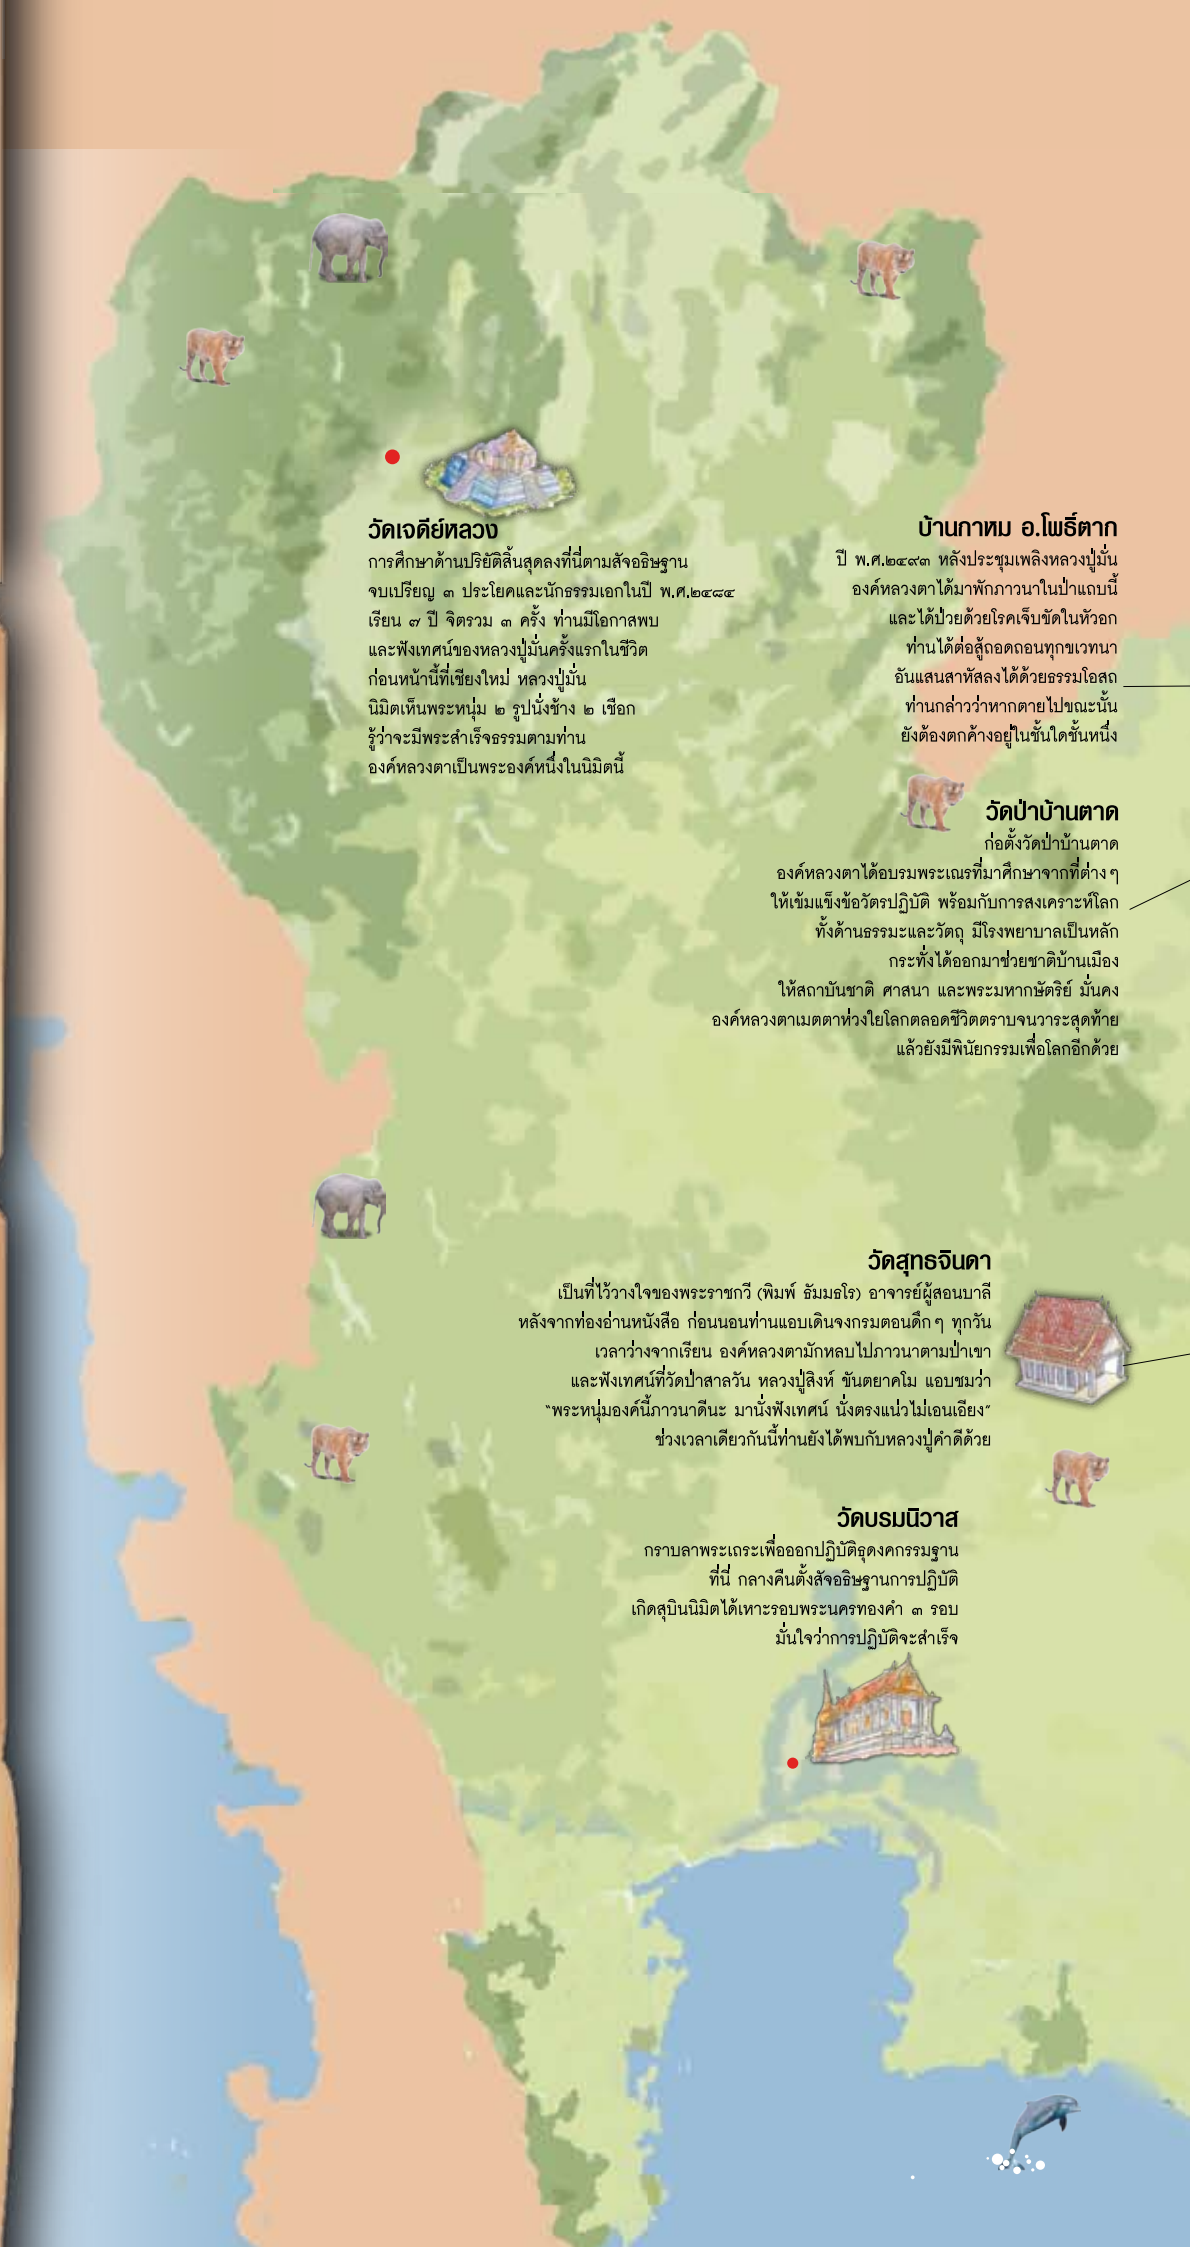 วัดเจดีย์หลวง
การศึกษาด้านปริยัติสิ้นสุดลงที่นี่ตามสัจอธิษฐาน
จบเปรียญ ๓ ประโยคและนักธรรมเอกในปี พ.ศ.๒๔๘๔
เรียน ๗ ปี จิตรวม ๓ ครั้ง ท่านมีโอกาสพบ
และฟังเทศน์ของหลวงปู่มั่นครั้งแรกในชีวิต
ก่อนหน้านี้ที่เชียงใหม่ หลวงปู่มั่น
นิมิตเห็นพระหนุ่ม ๒ รูปนั่งช้าง ๒ เชือก
รู้ว่าจะมีพระสำเร็จธรรมตามท่าน
องค์หลวงตาเป็นพระองค์หนึ่งในนิมิตนี้
บ้านกาหม อ.โพธิ์ตาก
ปี พ.ศ.๒๔๙๓ หลังประชุมเพลิงหลวงปู่มั่น
องค์หลวงตาได้มาพักภาวนาในป่าแถบนี้
และได้ป่วยด้วยโรคเจ็บขัดในหัวอก
ท่านได้ต่อสู้ถอดถอนทุกขเวทนา
อันแสนสาหัสลงได้ด้วยธรรมโอสถ
ท่านกล่าวว่าหากตายไปขณะนั้น
ยังต้องตกค้างอยู่ในชั้นใดชั้นหนึ่ง
วัดป่าบ้านตาด
ก่อตั้งวัดป่าบ้านตาด
องค์หลวงตาได้อบรมพระเณรที่มาศึกษาจากที่ต่าง ๆ
ให้เข้มแข็งข้อวัตรปฏิบัติ พร้อมกับการสงเคราะห์โลก
ทั้งด้านธรรมะและวัตถุ มีโรงพยาบาลเป็นหลัก
กระทั่งได้ออกมาช่วยชาติบ้านเมือง
ให้สถาบันชาติ ศาสนา และพระมหากษัตริย์ มั่นคง
องค์หลวงตาเมตตาห่วงใยโลกตลอดชีวิตตราบจนวาระสุดท้าย
แล้วยังมีพินัยกรรมเพื่อโลกอีกด้วย
วัดสุทธจินดา
เป็นที่ไว้วางใจของพระราชกวี (พิมพ์ ธัมมธโร) อาจารย์ผู้สอนบาลี
หลังจากท่องอ่านหนังสือ ก่อนนอนท่านแอบเดินจงกรมตอนดึก ๆ ทุกวัน
เวลาว่างจากเรียน องค์หลวงตามักหลบไปภาวนาตามป่าเขา
และฟังเทศน์ที่วัดป่าสาลวัน หลวงปู่สิงห์ ขันตยาคโม แอบชมว่า
“พระหนุ่มองค์นี้ภาวนาดีนะ มานั่งฟังเทศน์ นั่งตรงแน่วไม่เอนเอียง”
ช่วงเวลาเดียวกันนี้ท่านยังได้พบกับหลวงปู่คำดีด้วย
วัดบรมนิวาส
กราบลาพระเถระเพื่อออกปฏิบัติธุดงคกรรมฐาน
ที่นี่ กลางคืนตั้งสัจอธิษฐานการปฏิบัติ
เกิดสุบินนิมิตได้เหาะรอบพระนครทองคำ ๓ รอบ
มั่นใจว่าการปฏิบัติจะสำเร็จ